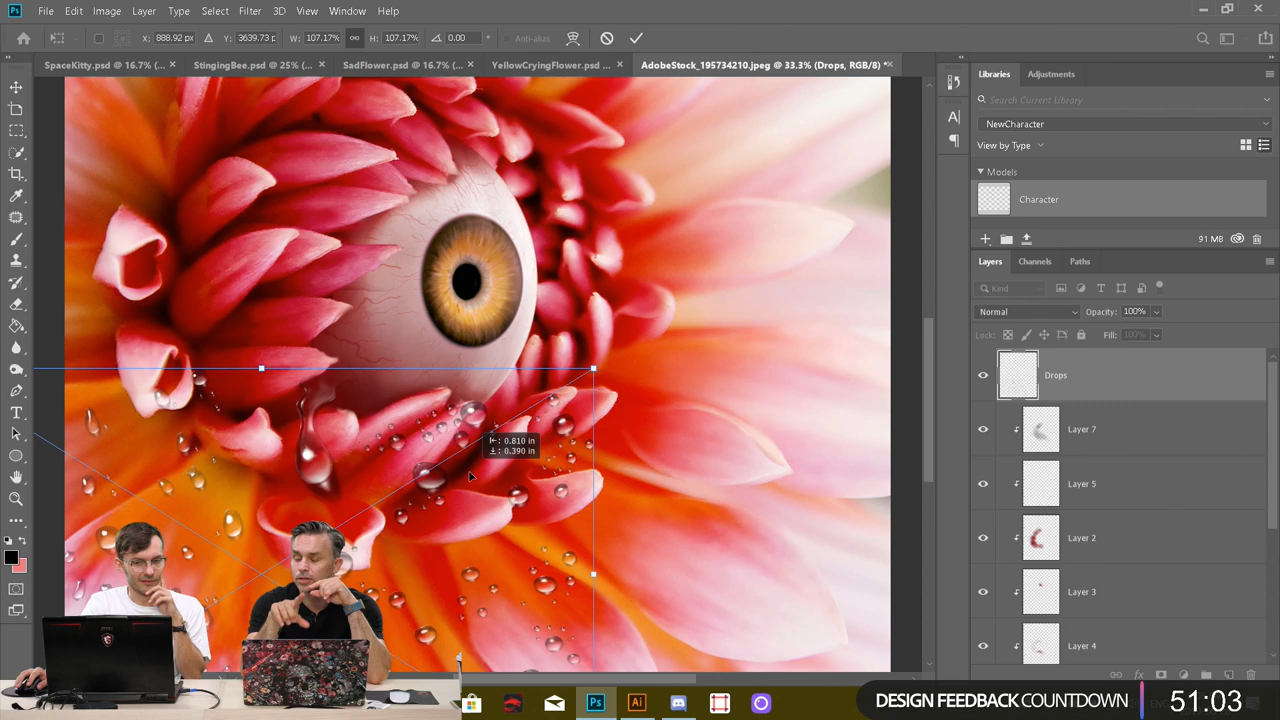 Ps File Edit Image Layer Type Select Filter 3D View Window Help
X: 888.92 px Y: 3639.73 p W: 107.17% H: 107.17% 0.00 ° Anti-alias
SpaceKitty.psd @ 16.7% (... × StingingBee.psd @ 25% (... × SadFlower.psd @ 16.7% (... × YellowCryingFlower.psd ... × AdobeStock_195734210.jpeg @ 33.3% (Drops, RGB/8) * ×
Libraries Adjustments
Search Current Library
NewCharacter
View by Type
Models
Character
91 MB
Layers Channels Paths
Kind
Normal Opacity: 100%
Lock: Fill: 100%
Drops
Layer 7
Layer 5
Layer 2
Layer 3
Layer 4
: 0.810 in
: 0.390 in
Ps Ai
DESIGN FEEDBACK COUNTDOWN 51:03